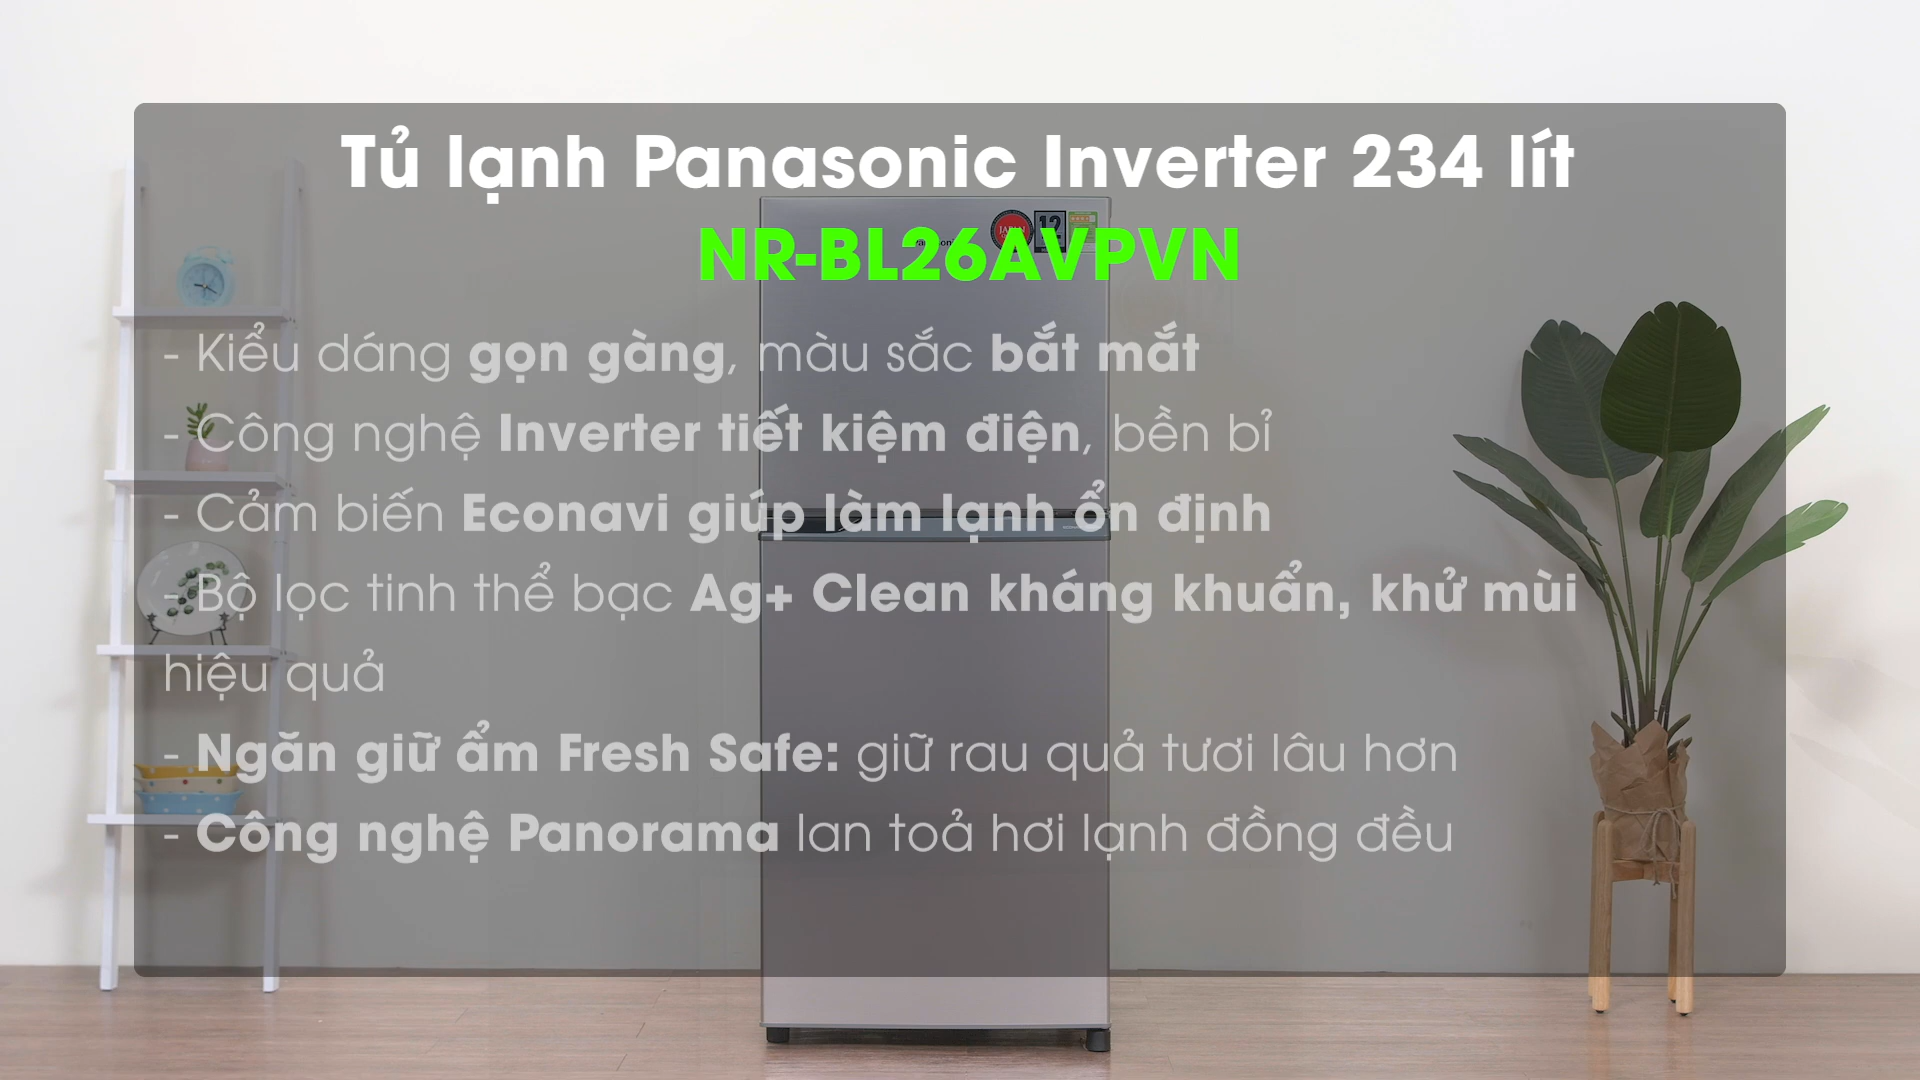 Tủ lạnh Panasonic Inverter 234 lít
NR-BL26AVPVN
- Kiểu dáng gọn gàng, màu sắc bắt mắt
- Công nghệ Inverter tiết kiệm điện, bền bỉ
- Cảm biến Econavi giúp làm lạnh ổn định
- Bộ lọc tinh thể bạc Ag+ Clean kháng khuẩn, khử mùi
hiệu quả
- Ngăn giữ ẩm Fresh Safe: giữ rau quả tươi lâu hơn
- Công nghệ Panorama lan toả hơi lạnh đồng đều
12